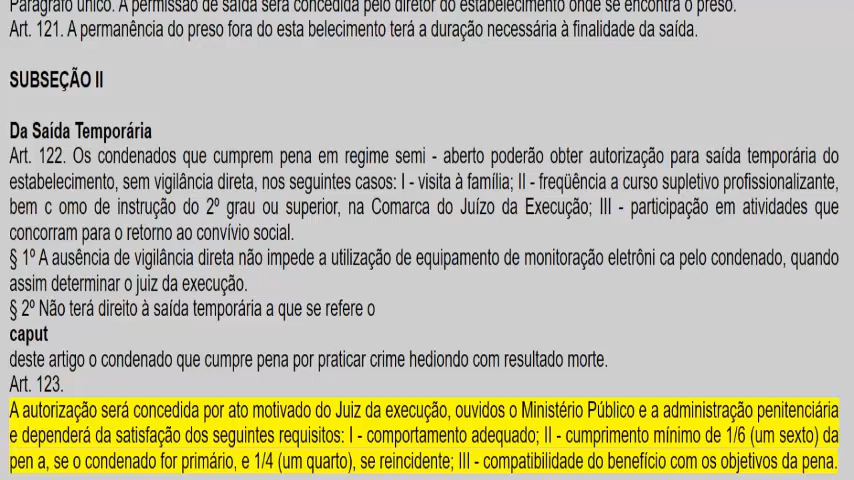 Parágrafo único. A permissão de saída será concedida pelo diretor do estabelecimento onde se encontra o preso.
Art. 121. A permanência do preso fora do esta belecimento terá a duração necessária à finalidade da saída.
SUBSEÇÃO II
Da Saída Temporária
Art. 122. Os condenados que cumprem pena em regime semi - aberto poderão obter autorização para saída temporária do
estabelecimento, sem vigilância direta, nos seguintes casos: I - visita à família; II - freqüência a curso supletivo profissionalizante,
bem c omo de instrução do 2º grau ou superior, na Comarca do Juízo da Execução; III - participação em atividades que
concorram para o retorno ao convívio social.
§ 1º A ausência de vigilância direta não impede a utilização de equipamento de monitoração eletrôni ca pelo condenado, quando
assim determinar o juiz da execução.
§ 2º Não terá direito à saída temporária a que se refere o
caput
deste artigo o condenado que cumpre pena por praticar crime hediondo com resultado morte.
Art. 123.
A autorização será concedida por ato motivado do Juiz da execução, ouvidos o Ministério Público e a administração penitenciária
e dependerá da satisfação dos seguintes requisitos: I - comportamento adequado; II - cumprimento mínimo de 1/6 (um sexto) da
pen a, se o condenado for primário, e 1/4 (um quarto), se reincidente; III - compatibilidade do benefício com os objetivos da pena.